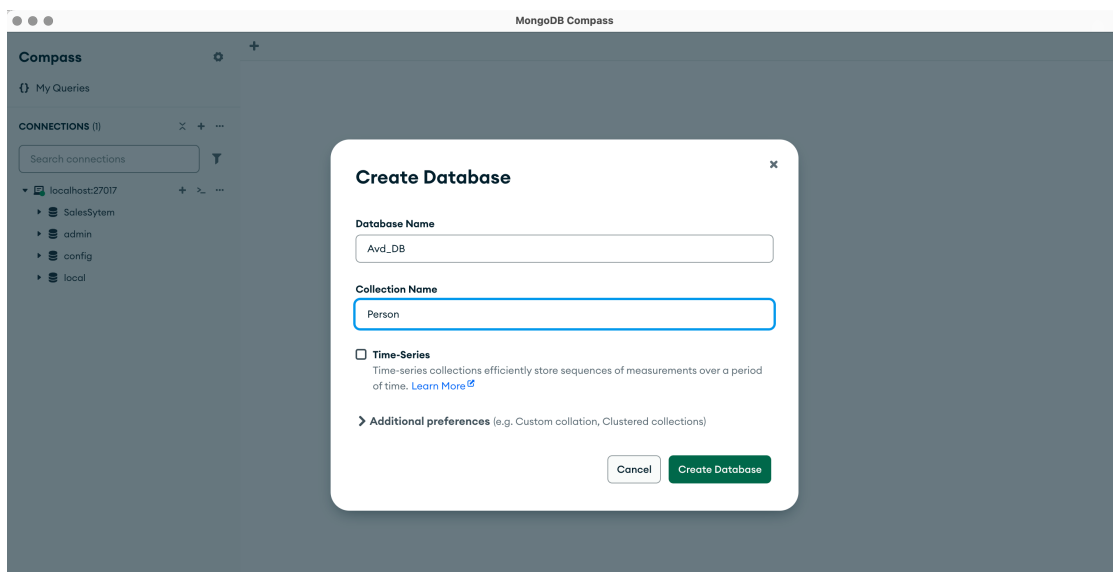 MongoDB Compass
Compass
{} My Queries
CONNECTIONS (1)
Search connections
localhost:27017
SalesSytem
admin
config
local
Create Database
Database Name
Avd_DB
Collection Name
Person
Time-Series
Time-series collections efficiently store sequences of measurements over a period
of time. Learn More
Additional preferences (e.g. Custom collation, Clustered collections)
Cancel Create Database